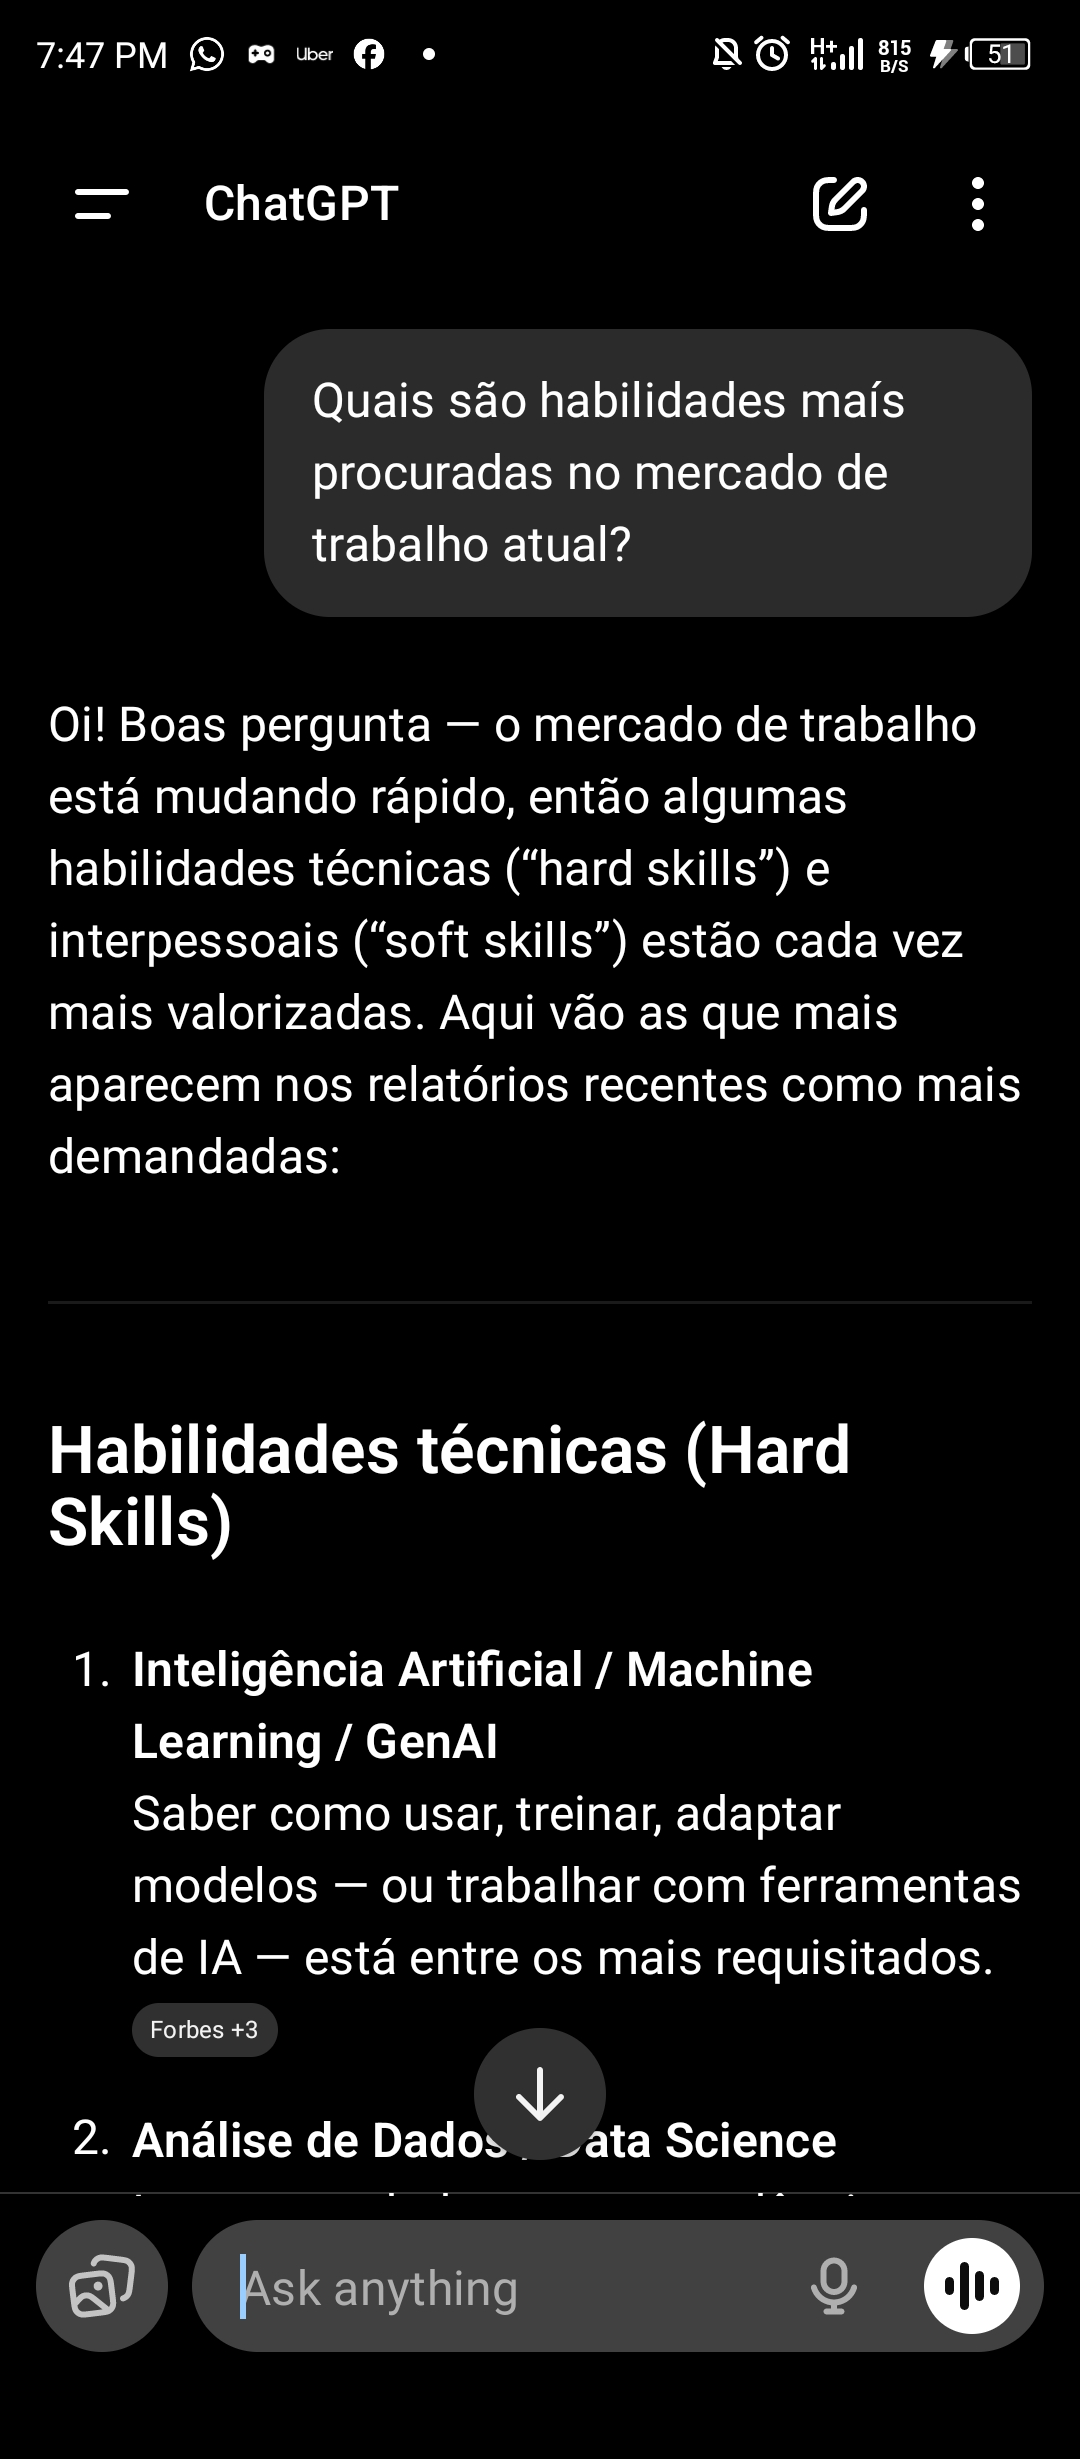 7:47 PM Uber H+ 815 B/S 51
ChatGPT
Quais são habilidades maís
procuradas no mercado de
trabalho atual?
Oi! Boas pergunta — o mercado de trabalho
está mudando rápido, então algumas
habilidades técnicas (“hard skills”) e
interpessoais (“soft skills”) estão cada vez
mais valorizadas. Aqui vão as que mais
aparecem nos relatórios recentes como mais
demandadas:
Habilidades técnicas (Hard
Skills)
1. Inteligência Artificial / Machine
Learning / GenAI
Saber como usar, treinar, adaptar
modelos — ou trabalhar com ferramentas
de IA — está entre os mais requisitados.
Forbes +3
2. Análise de Dados / Data Science
Ask anything